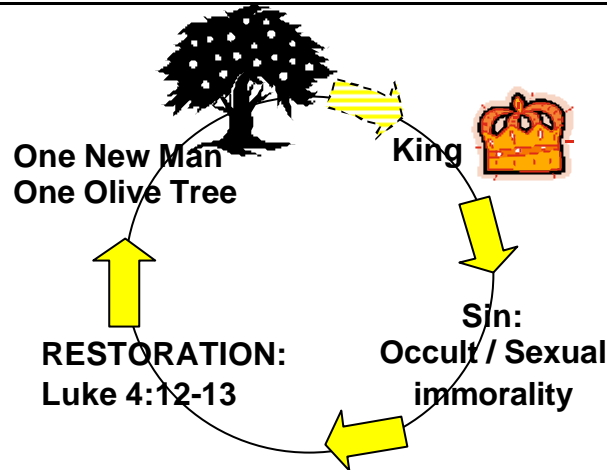 One New Man
One Olive Tree
King
Sin:
Occult / Sexual
immorality
RESTORATION:
Luke 4:12-13